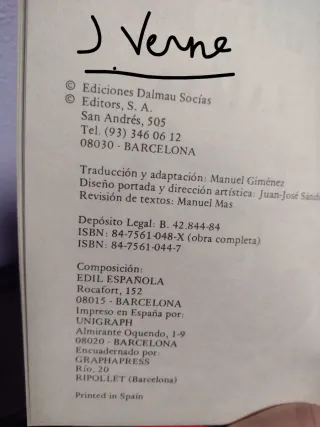 J. Verne
© Ediciones Dalmau Socías
© Editors, S. A.
San Andrés, 505
Tel. (93) 346 06 12
08030 - BARCELONA
Traducción y adaptación: Manuel Giménez
Diseño portada y dirección artística: Juan-José Sánd
Revisión de textos: Manuel Mas
Depósito Legal: B. 42.844-84
ISBN: 84-7561-048-X (obra completa)
ISBN: 84-7561-044-7
Composición:
EDIL ESPAÑOLA
Rocafort, 152
08015 - BARCELONA
Impreso en España por:
UNIGRAPH
Almirante Oquendo, 1-9
08020 - BARCELONA
Encuadernado por:
GRAPHAPRESS
Río, 20
RIPOLLET (Barcelona)
Printed in Spain